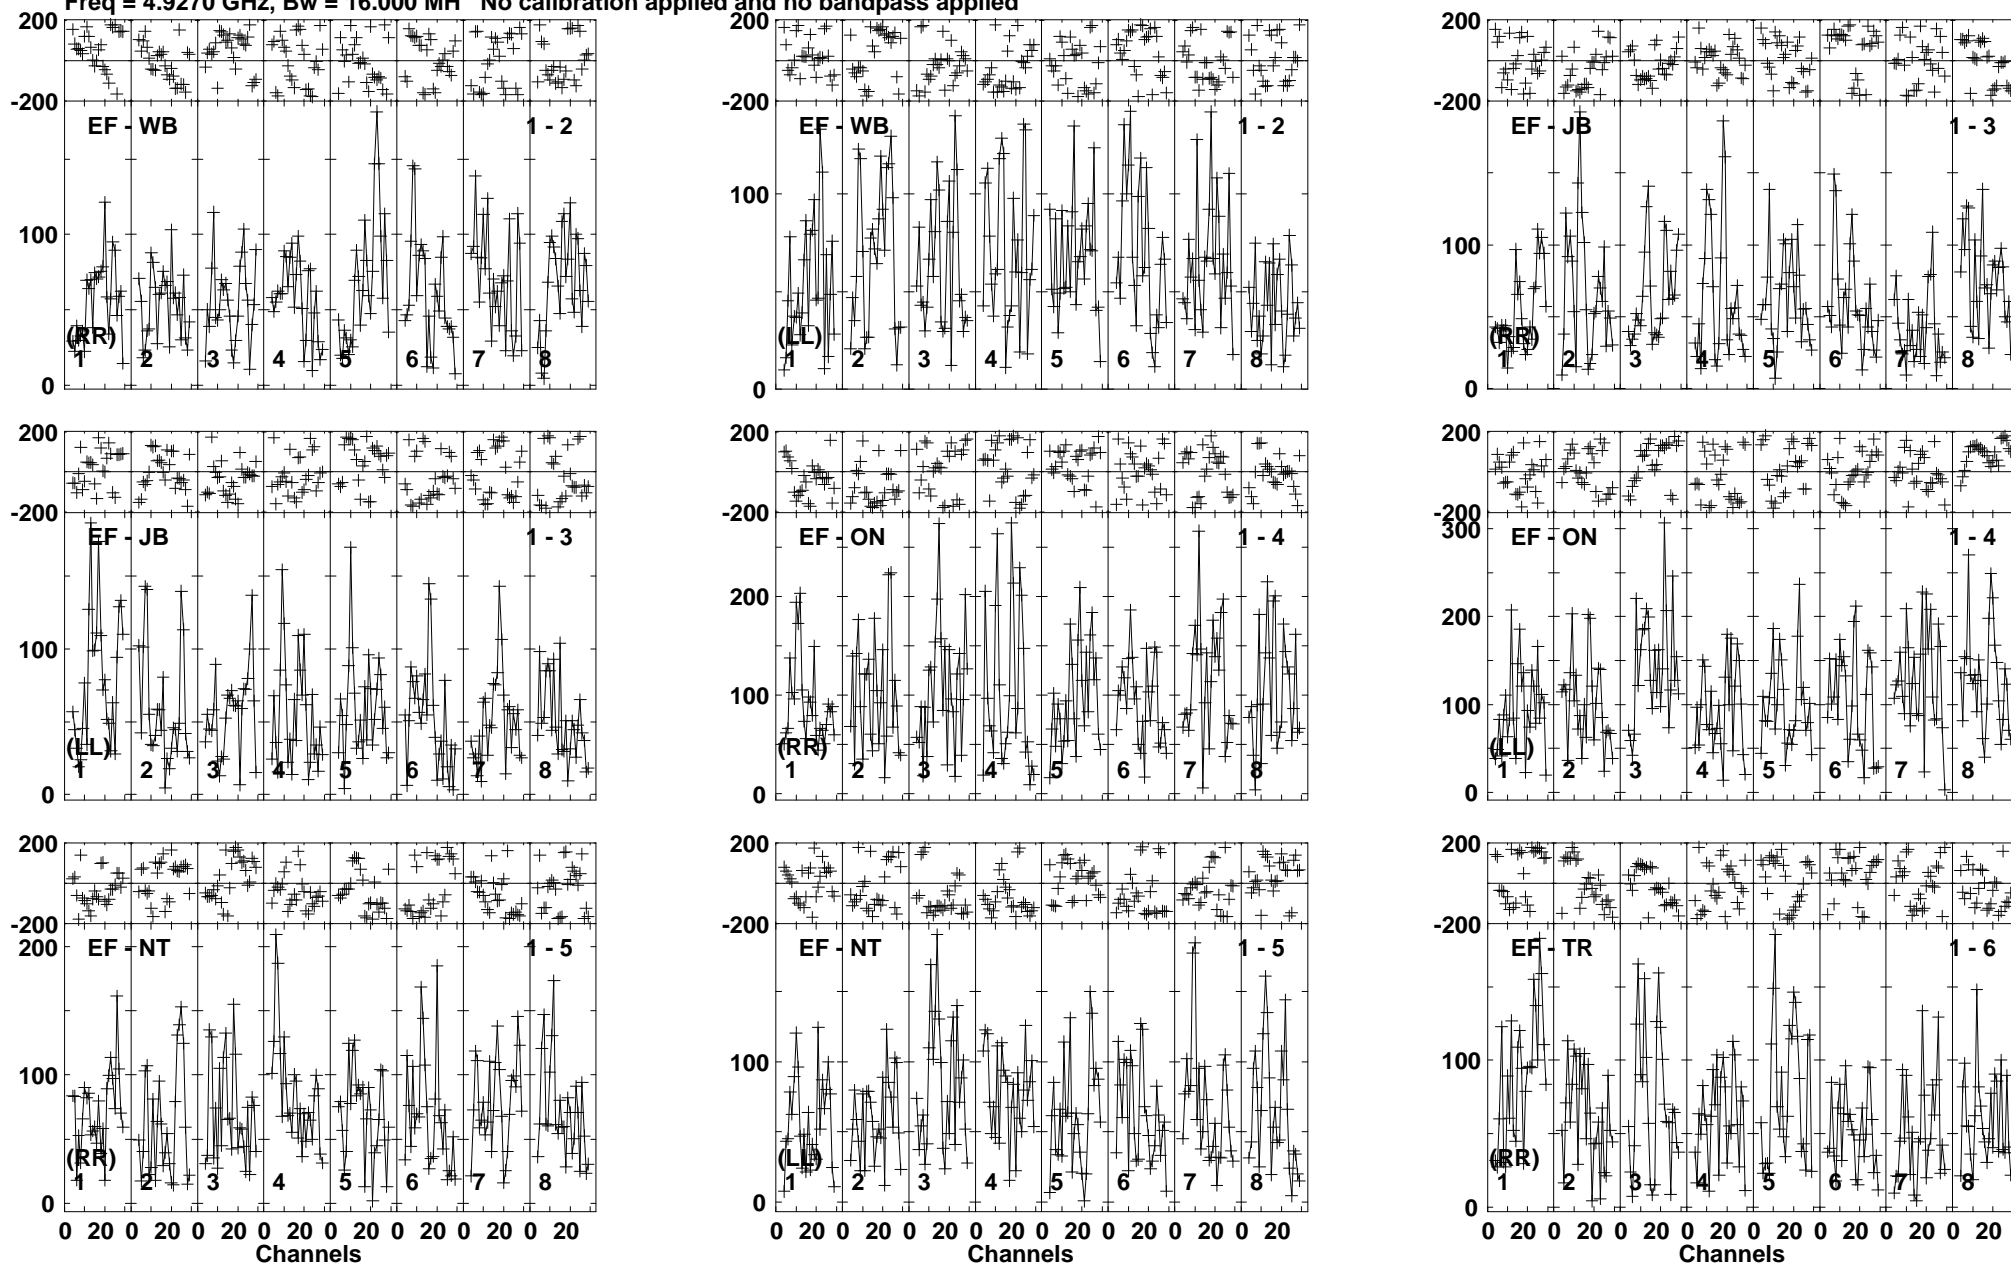 Freq = 4.9270 GHz, Bw = 16.000 MH No calibration applied and no bandpass applied
200 200 200
-200 -200 -200
EF - WB 1 - 2 EF - WB 1 - 2 EF - JB 1 - 3
100 100 100
(RR) (LL) (RR)
1 2 3 4 5 6 7 8 1 2 3 4 5 6 7 8 1 2 3 4 5 6 7 8
0 0 0
200 200 200
-200 -200 -200
EF - JB 1 - 3 EF - ON 1 - 4 300 EF - ON 1 - 4
200 200
100 100 100
(LL) (RR) (LL)
1 2 3 4 5 6 7 8 1 2 3 4 5 6 7 8 1 2 3 4 5 6 7 8
0 0 0
200 200 200
-200 -200 -200
200 EF - NT 1 - 5 EF - NT 1 - 5 EF - TR 1 - 6
100 100 100
(RR) (LL) (RR)
1 2 3 4 5 6 7 8 1 2 3 4 5 6 7 8 1 2 3 4 5 6 7 8
0 0 0
0 20 0 20 0 20 0 20 0 20 0 20 0 20 0 20 0 20 0 20 0 20 0 20 0 20 0 20 0 20 0 20 0 20 0 20 0 20 0 20 0 20 0 20 0 20 0 20
Channels Channels Channels